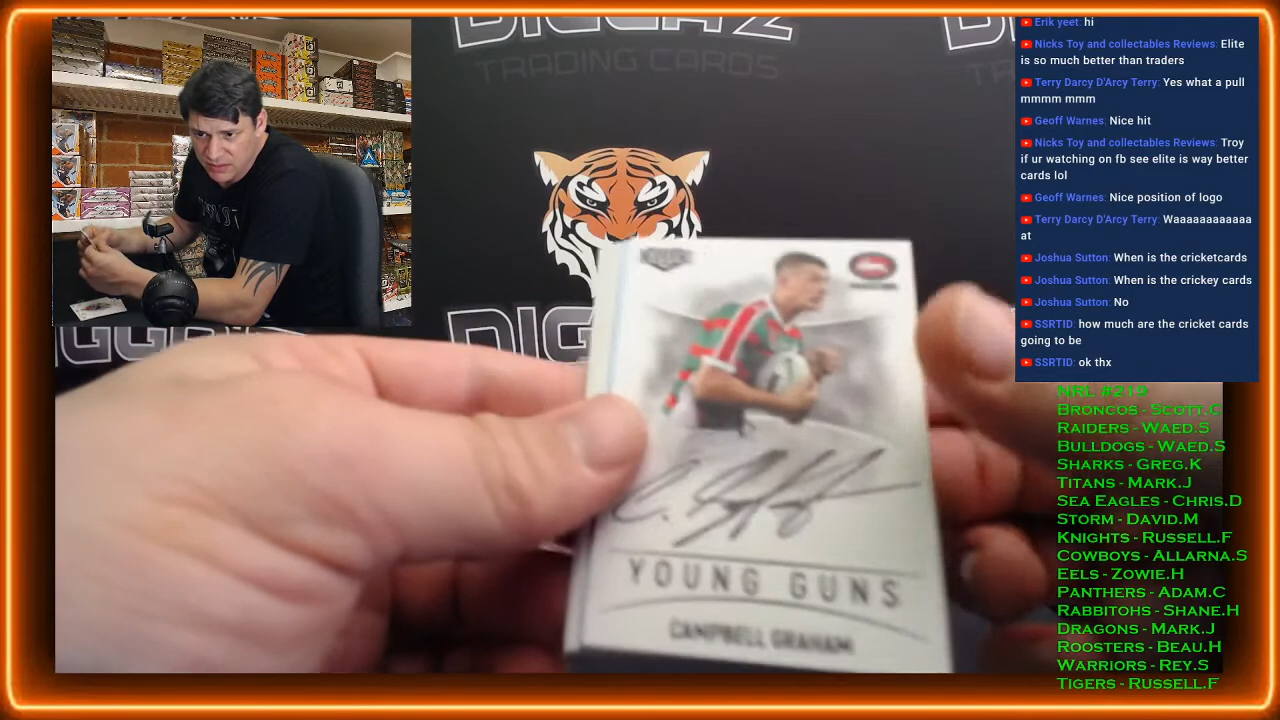 DIGGAZ
TRADING CARDS
YOUNG GUNS
CAMPBELL GRAHAM
Erik yeet: hi
Nicks Toy and collectables Reviews: Elite
is so much better than traders
Terry Darcy D'Arcy Terry: Yes what a pull
mmmm mmm
Geoff Warnes: Nice hit
Nicks Toy and collectables Reviews: Troy
if ur watching on fb see elite is way better
cards lol
Geoff Warnes: Nice position of logo
Terry Darcy D'Arcy Terry: Waaaaaaaaaaaa
at
Joshua Sutton: When is the cricketcards
Joshua Sutton: When is the crickey cards
Joshua Sutton: No
SSRTID: how much are the cricket cards
going to be
SSRTID: ok thx
NRL #219
BRONCOS - SCOTT.C
RAIDERS - WAED.S
BULLDOGS - WAED.S
SHARKS - GREG.K
TITANS - MARK.J
SEA EAGLES - CHRIS.D
STORM - DAVID.M
KNIGHTS - RUSSELL.F
COWBOYS - ALLARNA.S
EELS - ZOWIE.H
PANTHERS - ADAM.C
RABBITOHS - SHANE.H
DRAGONS - MARK.J
ROOSTERS - BEAU.H
WARRIORS - REY.S
TIGERS - RUSSELL.F